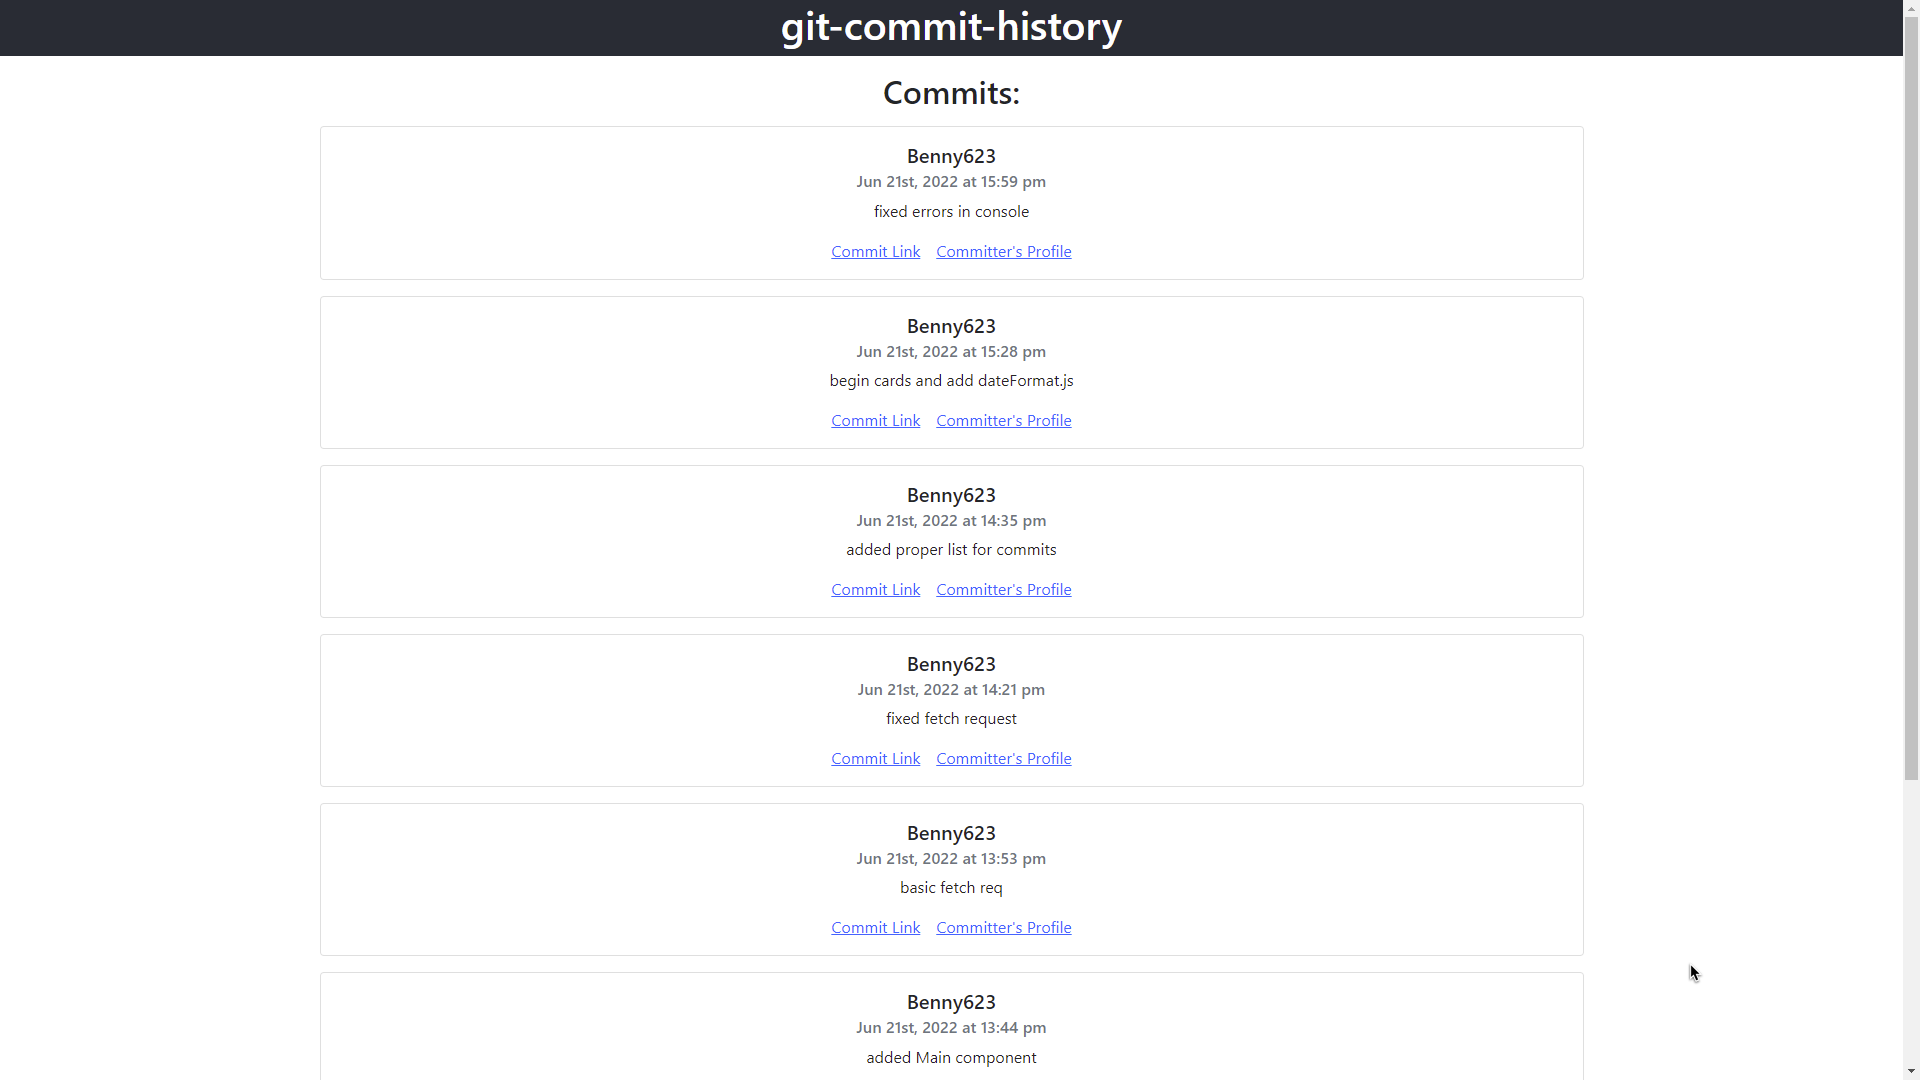 git-commit-history
Commits:
Benny623
Jun 21st, 2022 at 15:59 pm
fixed errors in console
Commit Link Committer's Profile
Benny623
Jun 21st, 2022 at 15:28 pm
begin cards and add dateFormat.js
Commit Link Committer's Profile
Benny623
Jun 21st, 2022 at 14:35 pm
added proper list for commits
Commit Link Committer's Profile
Benny623
Jun 21st, 2022 at 14:21 pm
fixed fetch request
Commit Link Committer's Profile
Benny623
Jun 21st, 2022 at 13:53 pm
basic fetch req
Commit Link Committer's Profile
Benny623
Jun 21st, 2022 at 13:44 pm
added Main component